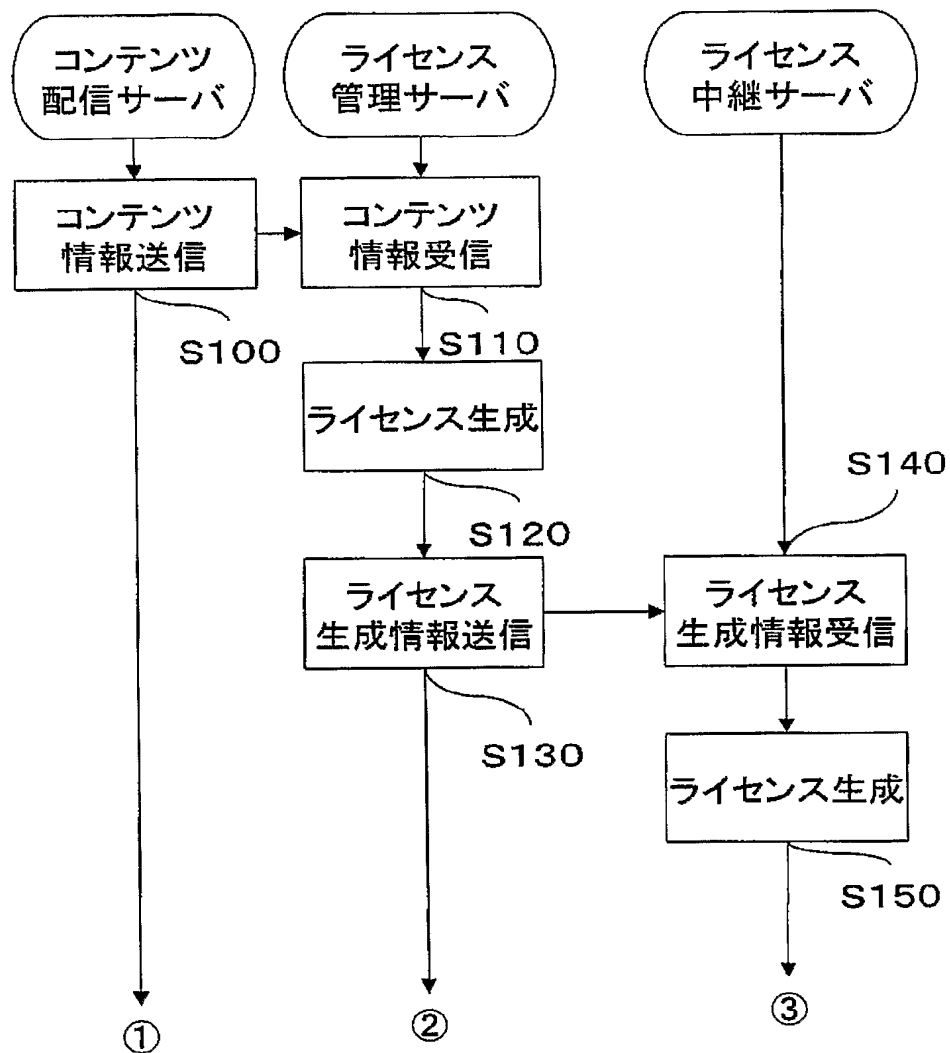 コンテンツ
配信サーバ
ライセンス
管理サーバ
ライセンス
中継サーバ
コンテンツ
情報送信
コンテンツ
情報受信
S100
S110
ライセンス生成
S140
S120
ライセンス
生成情報送信
ライセンス
生成情報受信
S130
ライセンス生成
S150
①
②
③